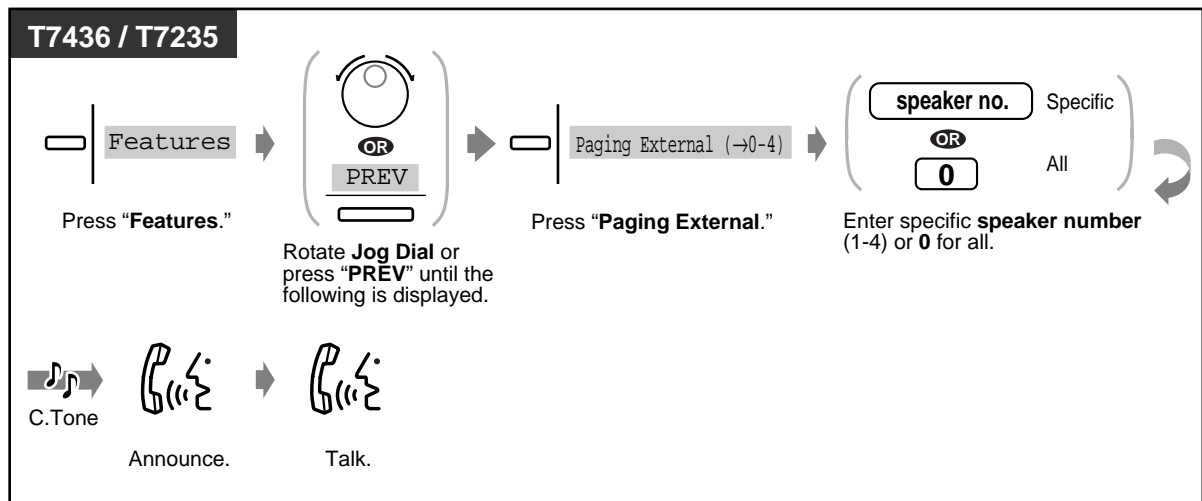 T7436 / T7235
Features
Press “Features.”
OR
PREV
Rotate Jog Dial or
press “PREV” until the
following is displayed.
Paging External (→0-4)
Press “Paging External.”
speaker no. Specific
OR
0 All
Enter specific speaker number
(1-4) or 0 for all.
C.Tone
Announce.
Talk.